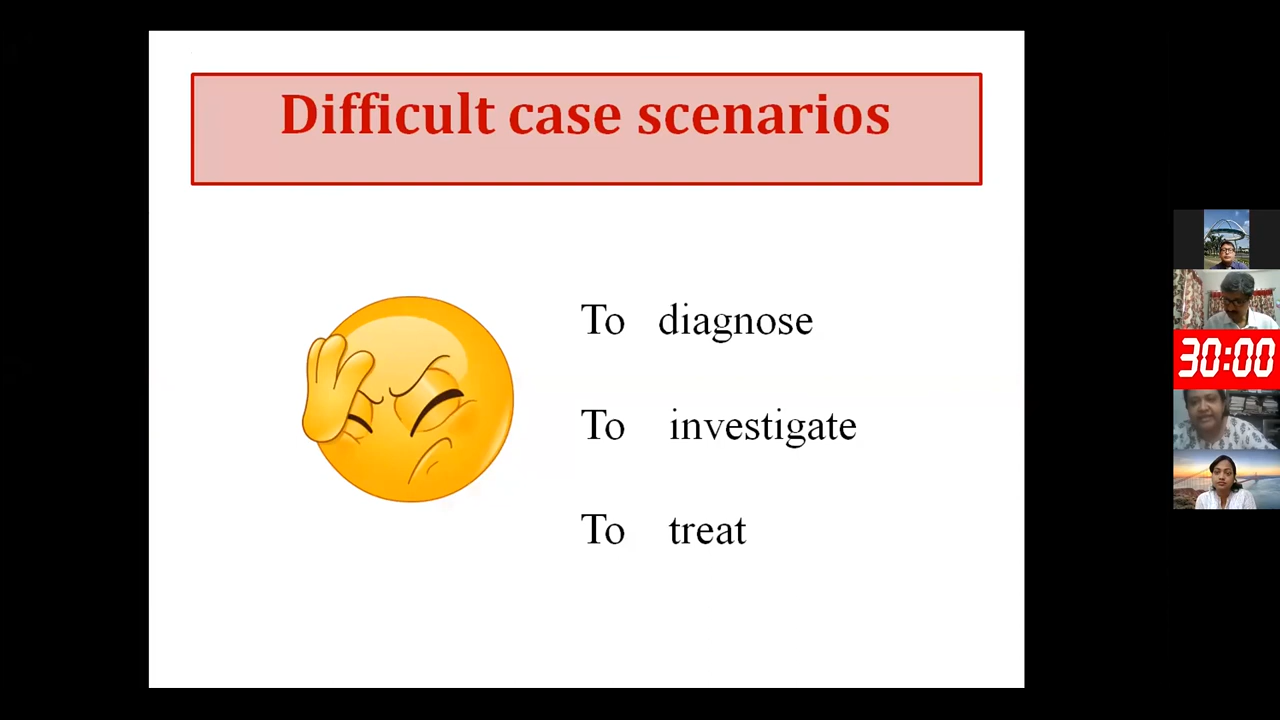 Difficult case scenarios
To diagnose
To investigate
To treat
30:00